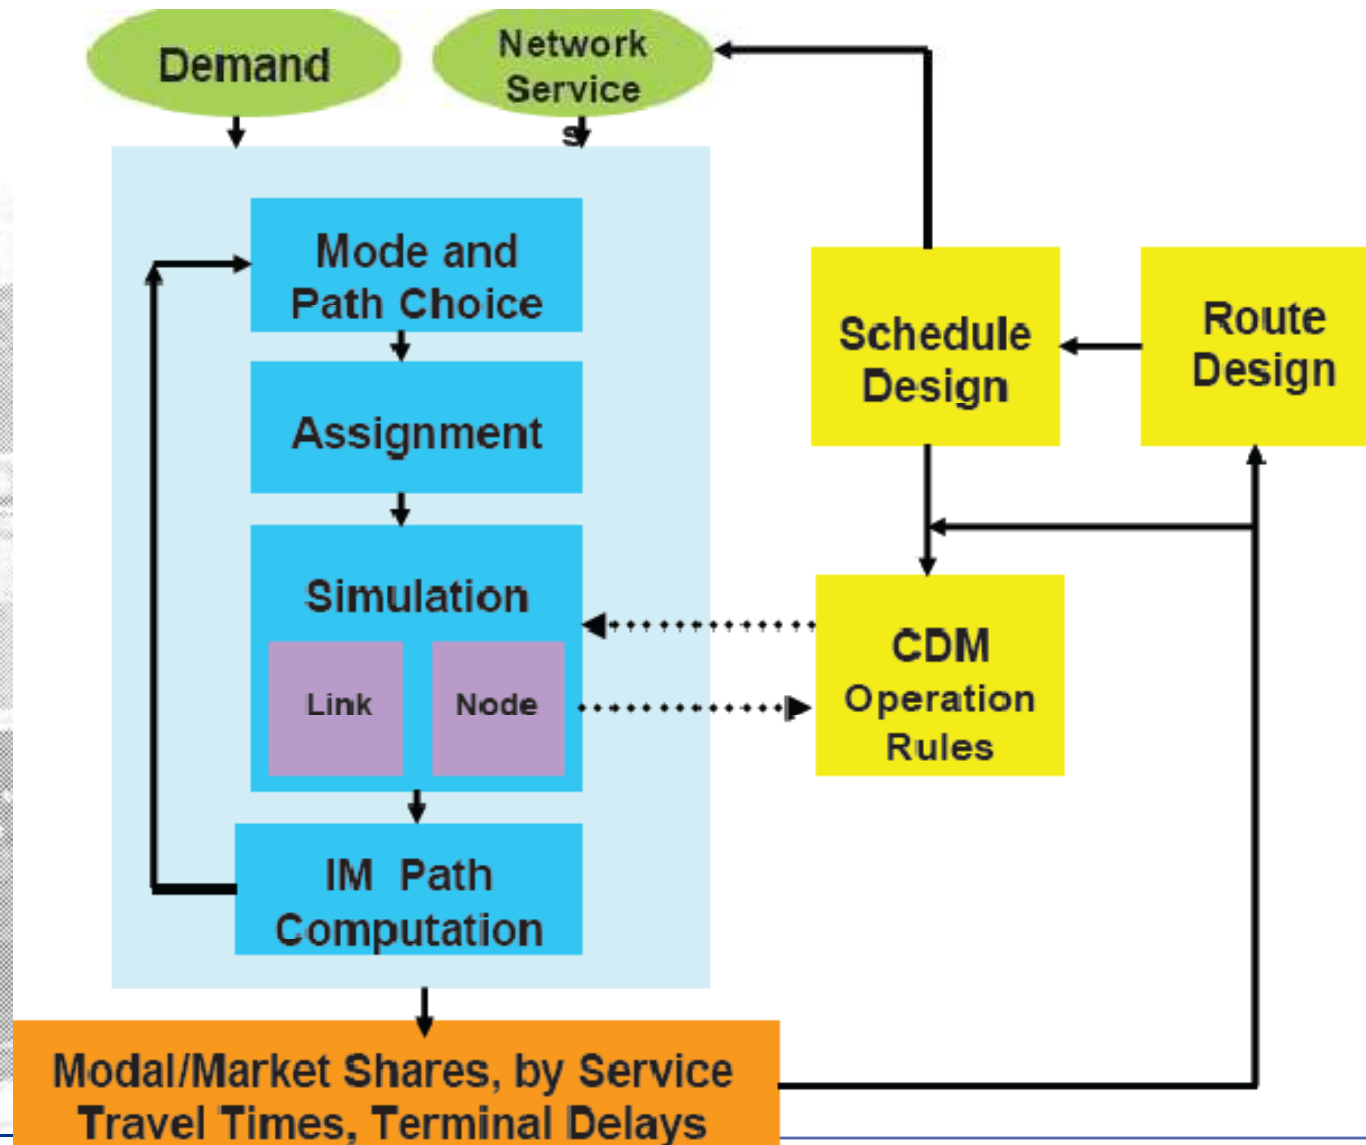 Demand
Network
Service
s
Mode and
Path Choice
Assignment
Simulation
Link
Node
IM Path
Computation
Schedule
Design
Route
Design
CDM
Operation
Rules
Modal/Market Shares, by Service
Travel Times, Terminal Delays